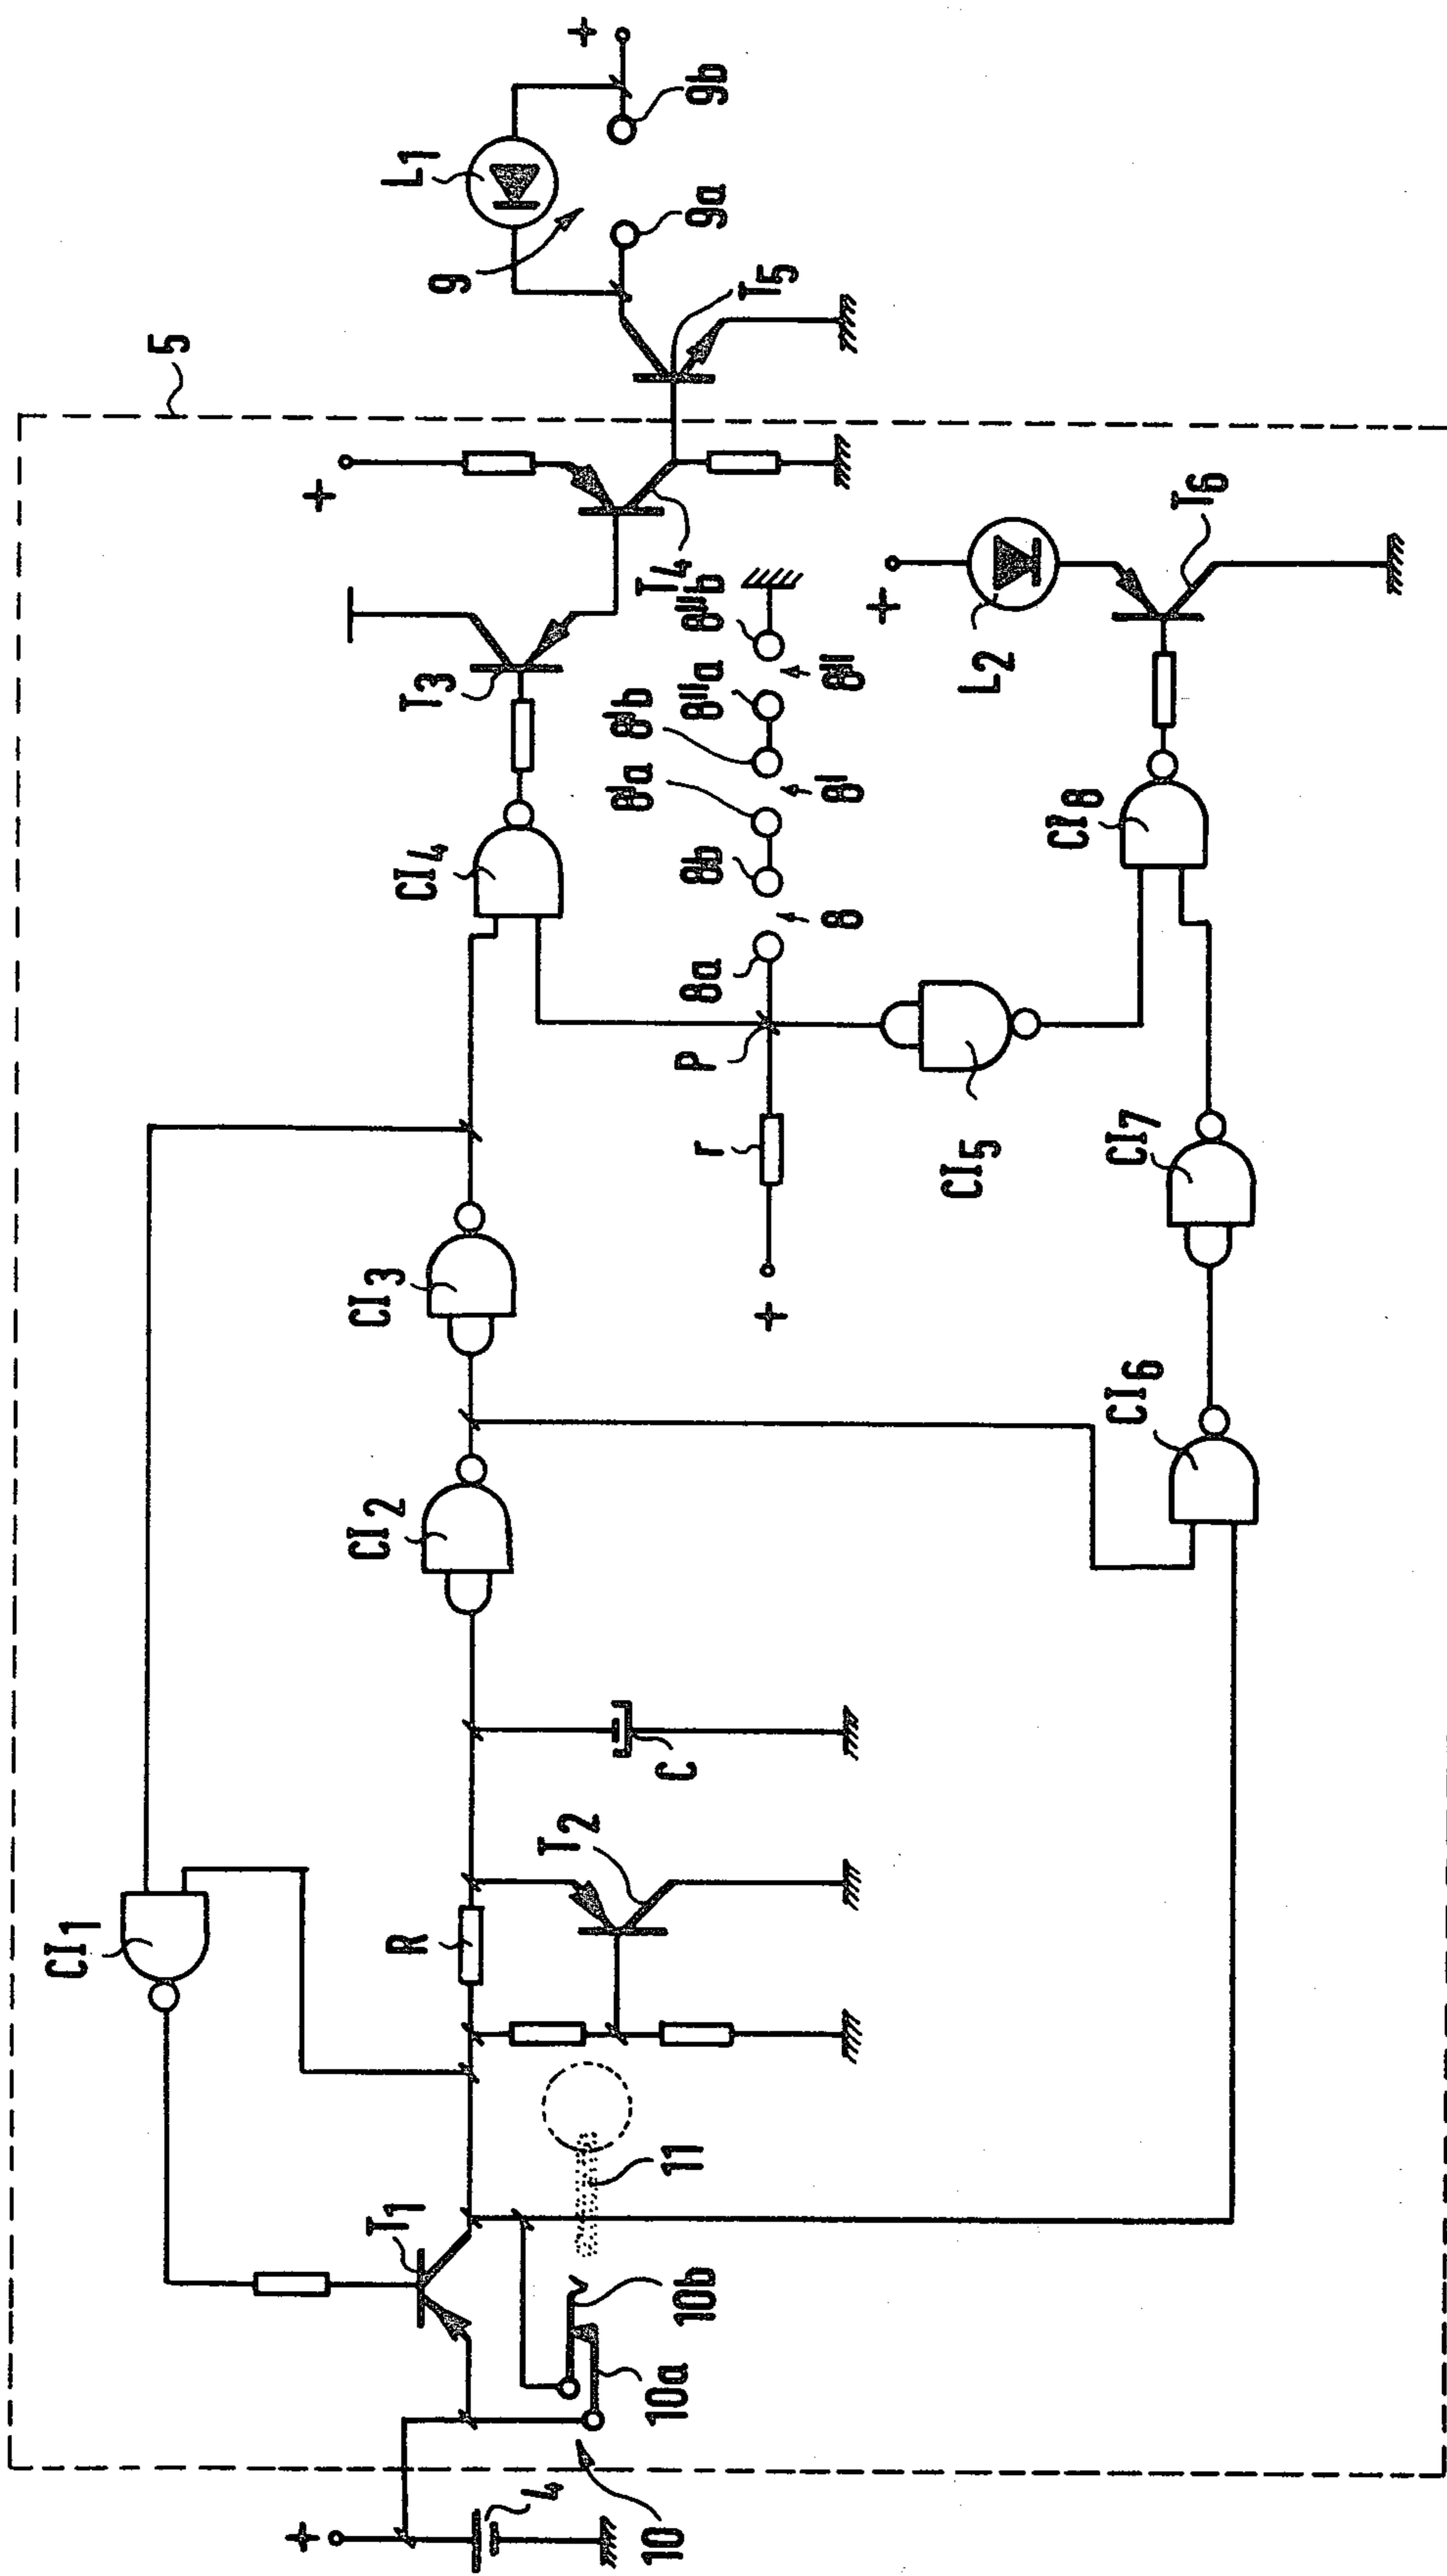 5
+
L1
9
9a
9b
+
T5
T3
T4
CI4
CI3
CI2
CI1
R
T1
T2
C
11
10b
10a
10
+
4
P
r
+
8a
8
8b
8'a
8'
8'b
8"a
8"
8"b
CI5
CI6
CI7
CI8
+
L2
T6